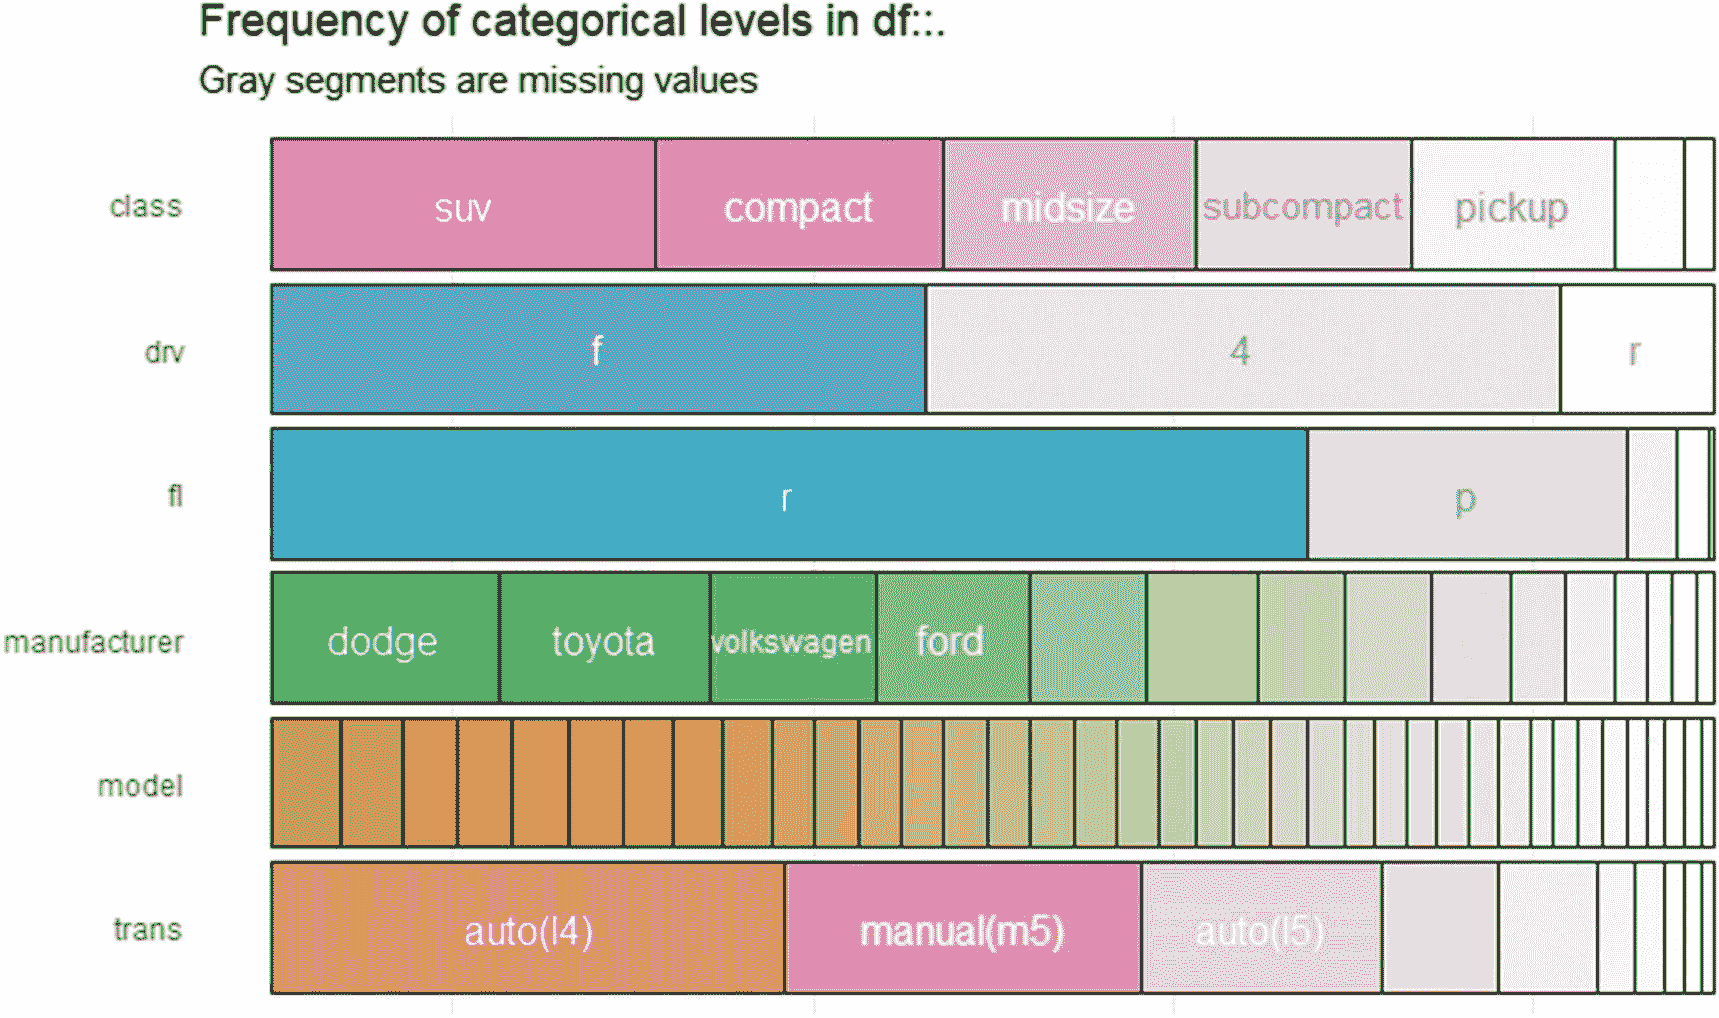 Frequency of categorical levels in df::.
Gray segments are missing values
class suv compact midsize subcompact pickup
drv f 4 r
fl r p
manufacturer dodge toyota volkswagen ford
model
trans auto(l4) manual(m5) auto(l5)